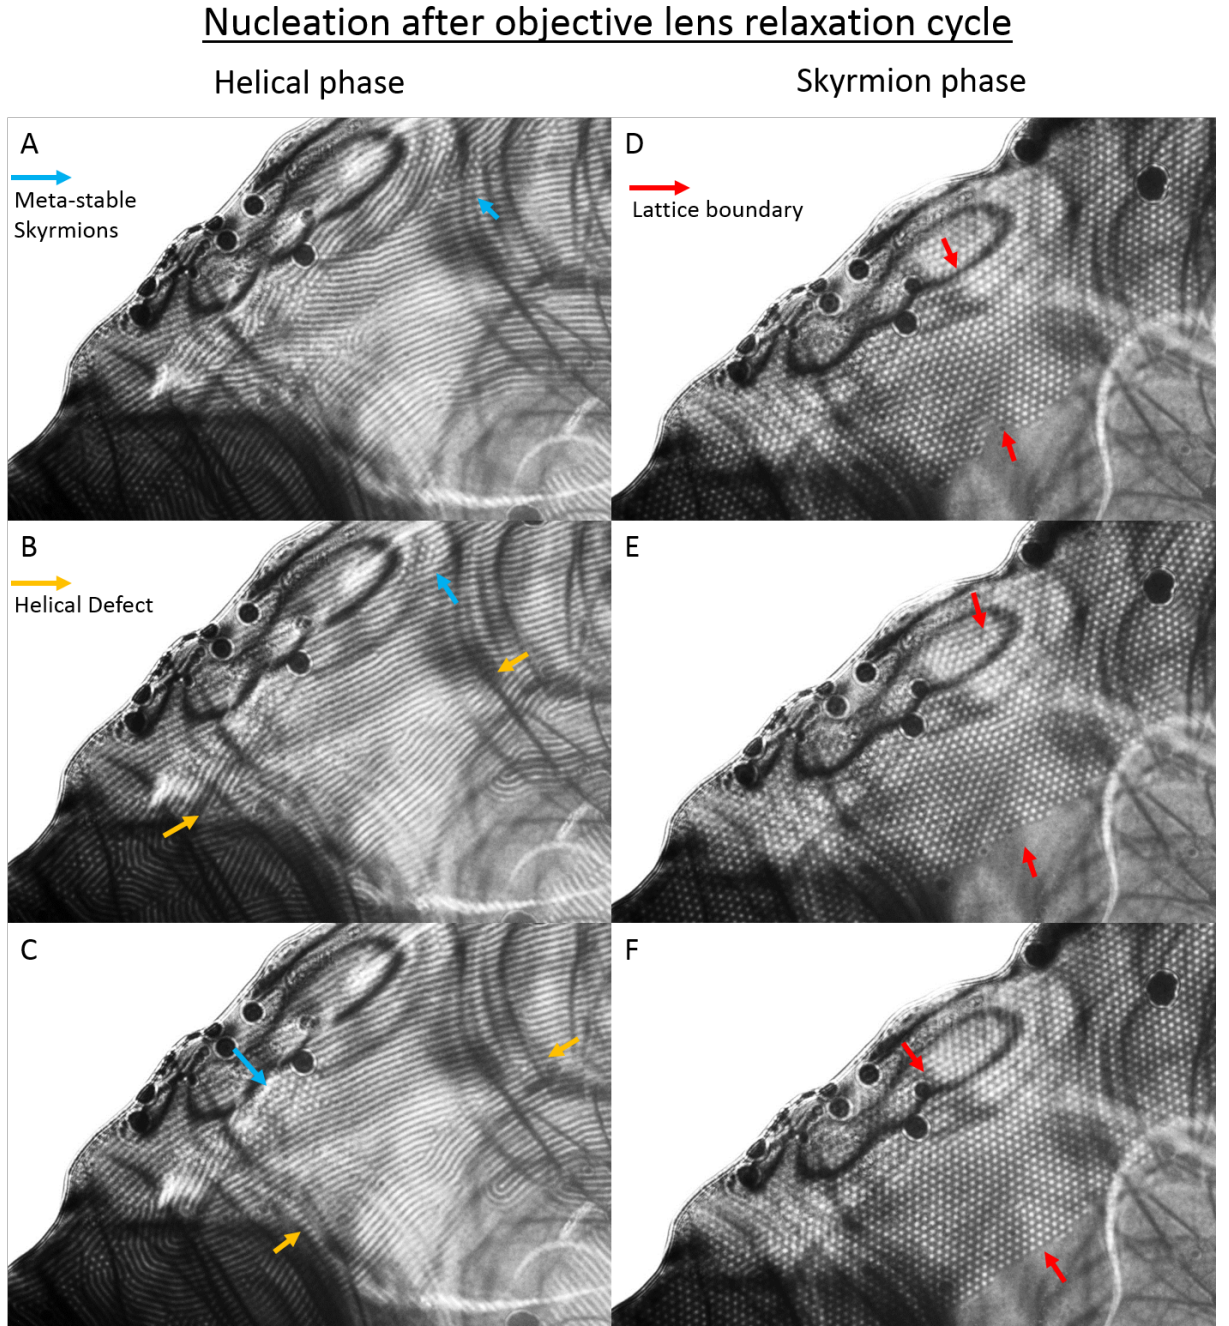 Nucleation after objective lens relaxation cycle
Helical phase
Skyrmion phase
A
Meta-stable
Skyrmions
D
Lattice boundary
B
Helical Defect
E
C
F